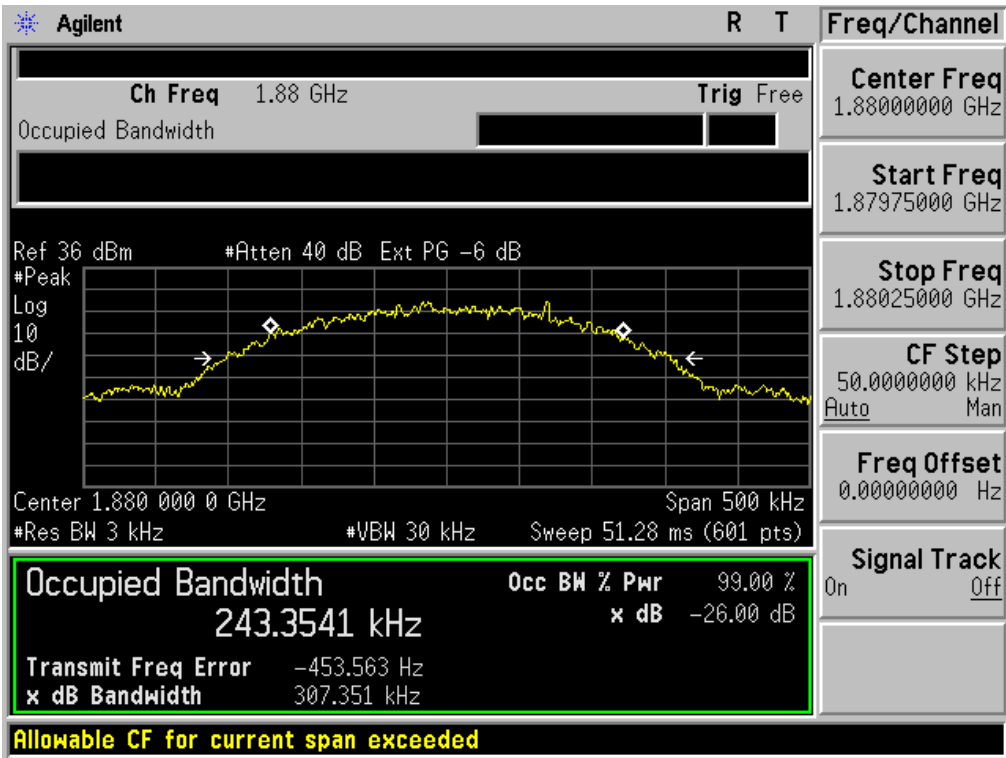 Agilent R T
Ch Freq 1.88 GHz Trig Free
Occupied Bandwidth
Ref 36 dBm #Atten 40 dB Ext PG -6 dB
#Peak
Log
10
dB/
Center 1.880 000 0 GHz Span 500 kHz
#Res BW 3 kHz #VBW 30 kHz Sweep 51.28 ms (601 pts)
Occupied Bandwidth Occ BW % Pwr 99.00 %
243.3541 kHz x dB -26.00 dB
Transmit Freq Error -453.563 Hz
x dB Bandwidth 307.351 kHz
Allowable CF for current span exceeded
Freq/Channel
Center Freq
1.88000000 GHz
Start Freq
1.87975000 GHz
Stop Freq
1.88025000 GHz
CF Step
50.0000000 kHz
Auto Man
Freq Offset
0.00000000 Hz
Signal Track
On Off